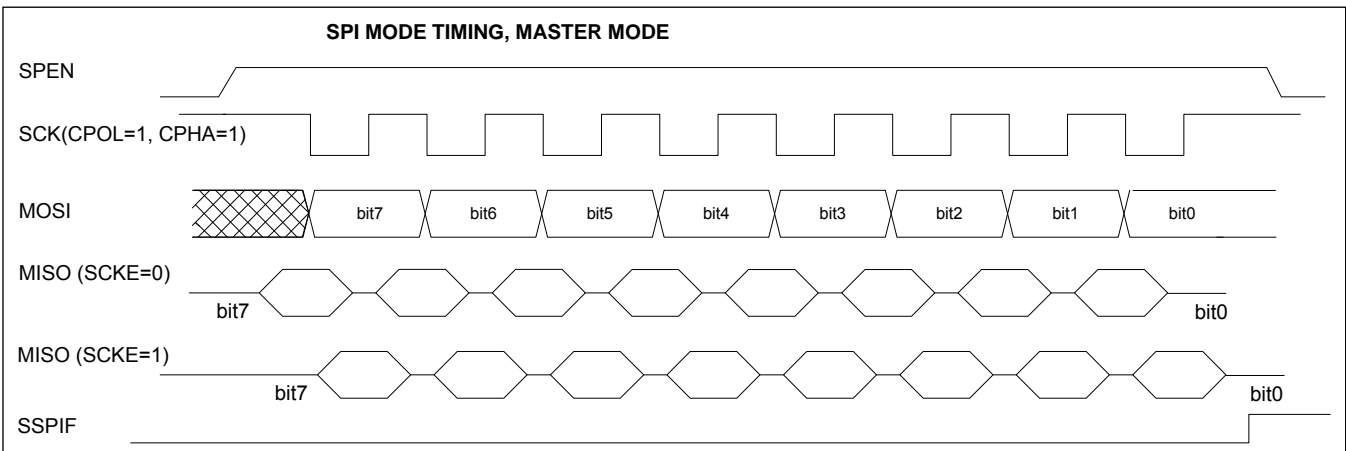 SPI MODE TIMING, MASTER MODE
SPEN
SCK(CPOL=1, CPHA=1)
MOSI
bit7 bit6 bit5 bit4 bit3 bit2 bit1 bit0
MISO (SCKE=0)
bit7 bit0
MISO (SCKE=1)
bit7 bit0
SSPIF